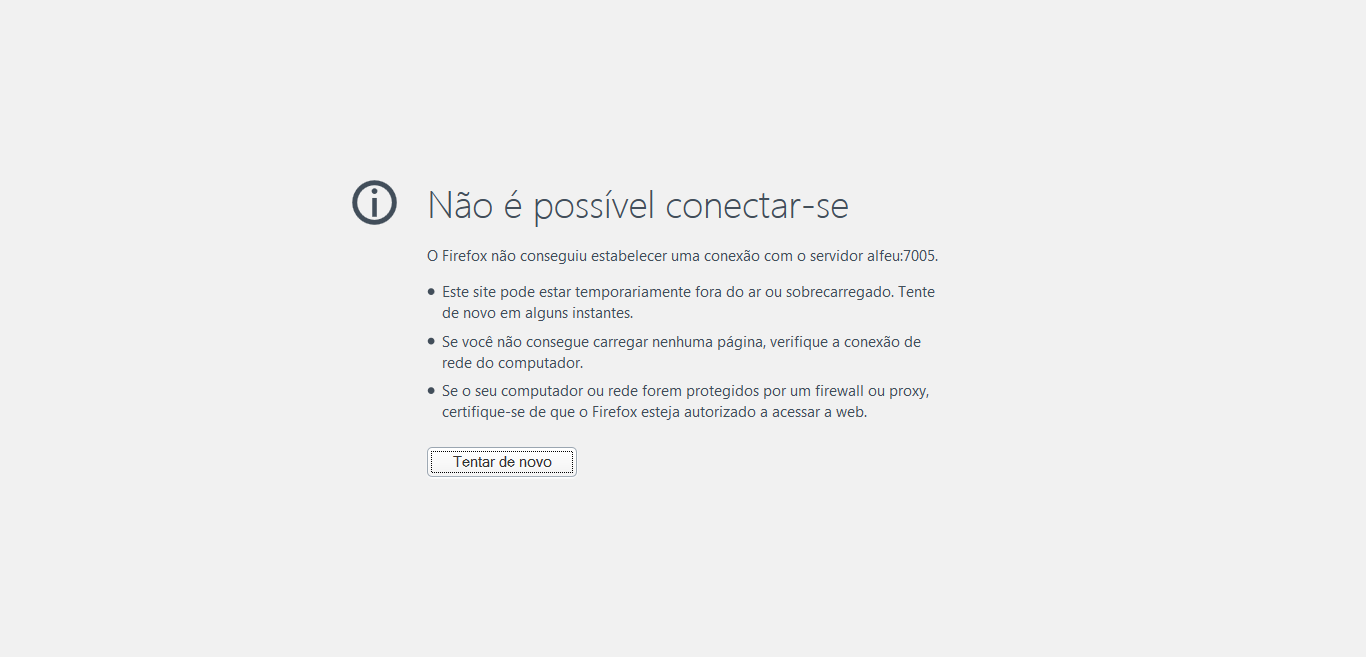 Não é possível conectar-se
O Firefox não conseguiu estabelecer uma conexão com o servidor alfeu:7005.
• Este site pode estar temporariamente fora do ar ou sobrecarregado. Tente
de novo em alguns instantes.
• Se você não consegue carregar nenhuma página, verifique a conexão de
rede do computador.
• Se o seu computador ou rede forem protegidos por um firewall ou proxy,
certifique-se de que o Firefox esteja autorizado a acessar a web.
Tentar de novo